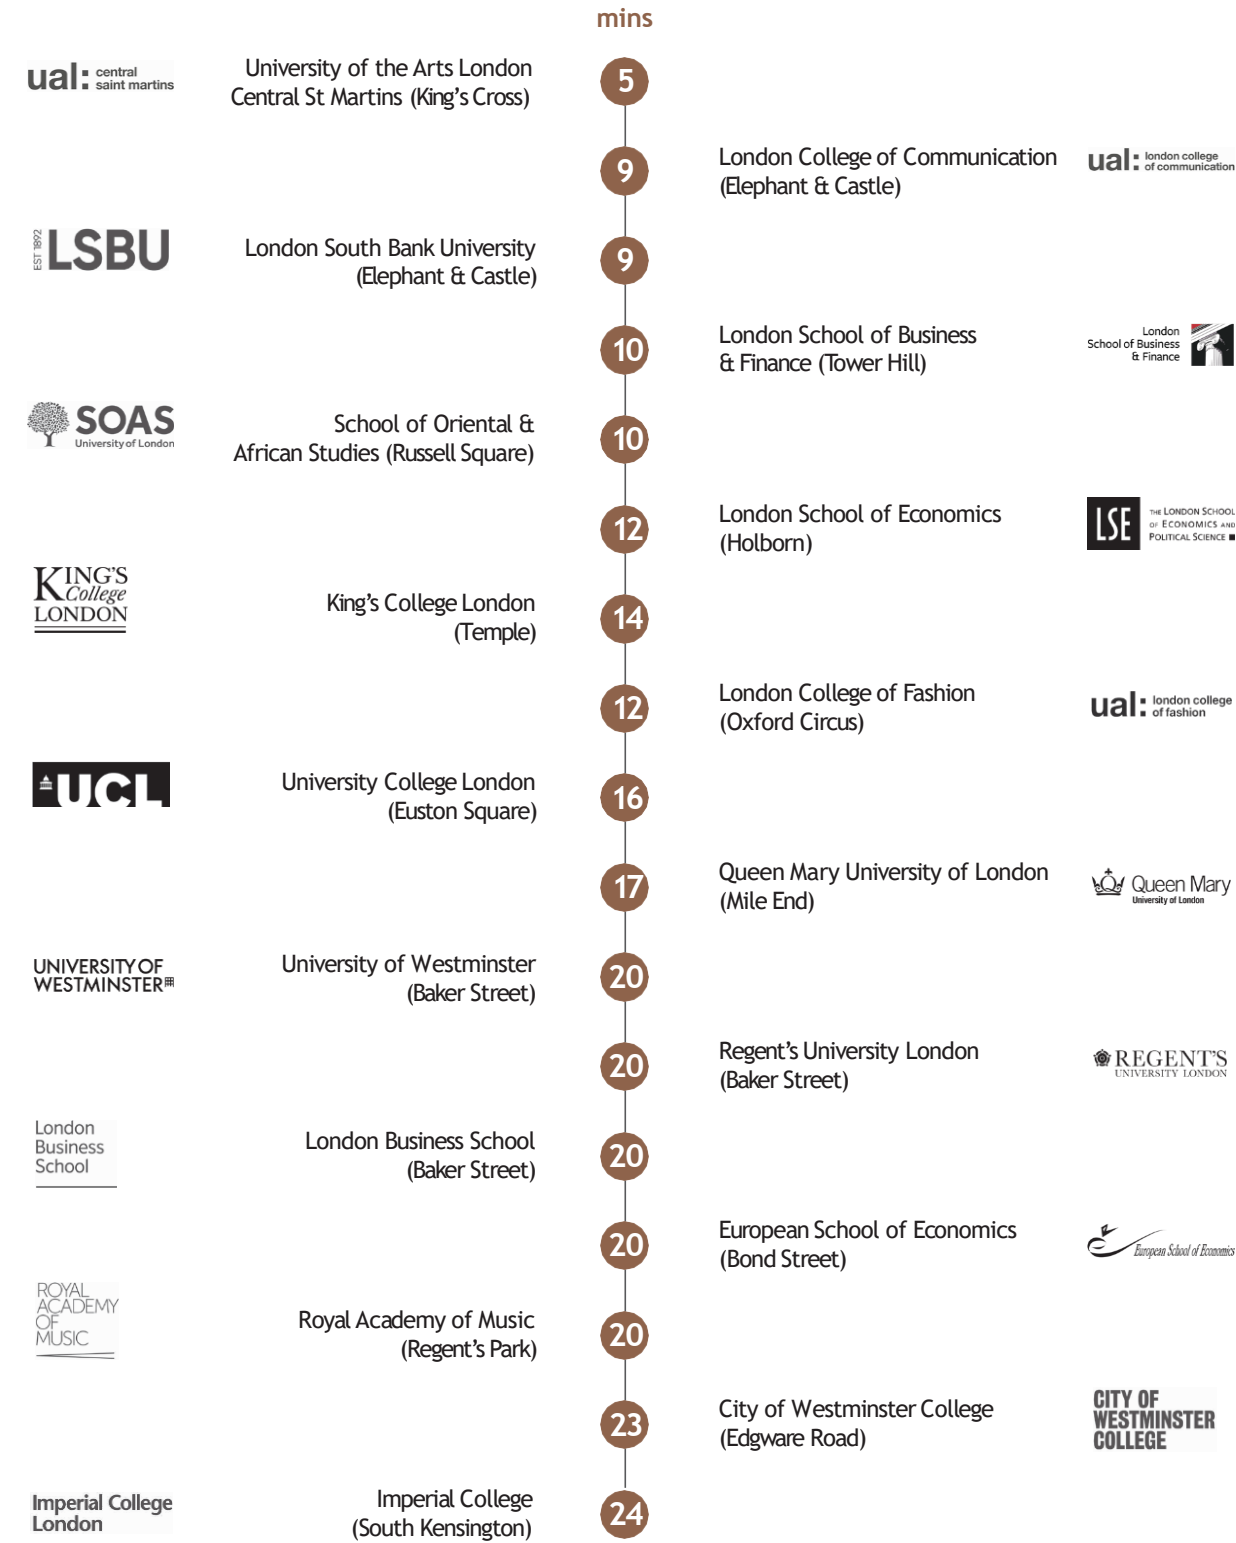 mins
ual: central
saint martins
University of the Arts London
Central St Martins (King’s Cross)
5
9
London College of Communication
(Elephant & Castle)
ual: london college
of communication
EST 1892
LSBU
London South Bank University
(Elephant & Castle)
9
10
London School of Business
& Finance (Tower Hill)
London
School of Business
& Finance
SOAS
University of London
School of Oriental &
African Studies (Russell Square)
10
12
London School of Economics
(Holborn)
LSE
THE LONDON SCHOOL
OF ECONOMICS AND
POLITICAL SCIENCE
KING'S
College
LONDON
King’s College London
(Temple)
14
12
London College of Fashion
(Oxford Circus)
ual: london college
of fashion
UCL
University College London
(Euston Square)
16
17
Queen Mary University of London
(Mile End)
Queen Mary
University of London
UNIVERSITY OF
WESTMINSTER
University of Westminster
(Baker Street)
20
20
Regent’s University London
(Baker Street)
REGENT'S
UNIVERSITY LONDON
London
Business
School
London Business School
(Baker Street)
20
20
European School of Economics
(Bond Street)
European School of Economics
ROYAL
ACADEMY
OF
MUSIC
Royal Academy of Music
(Regent’s Park)
20
23
City of Westminster College
(Edgware Road)
CITY OF
WESTMINSTER
COLLEGE
Imperial College
London
Imperial College
(South Kensington)
24